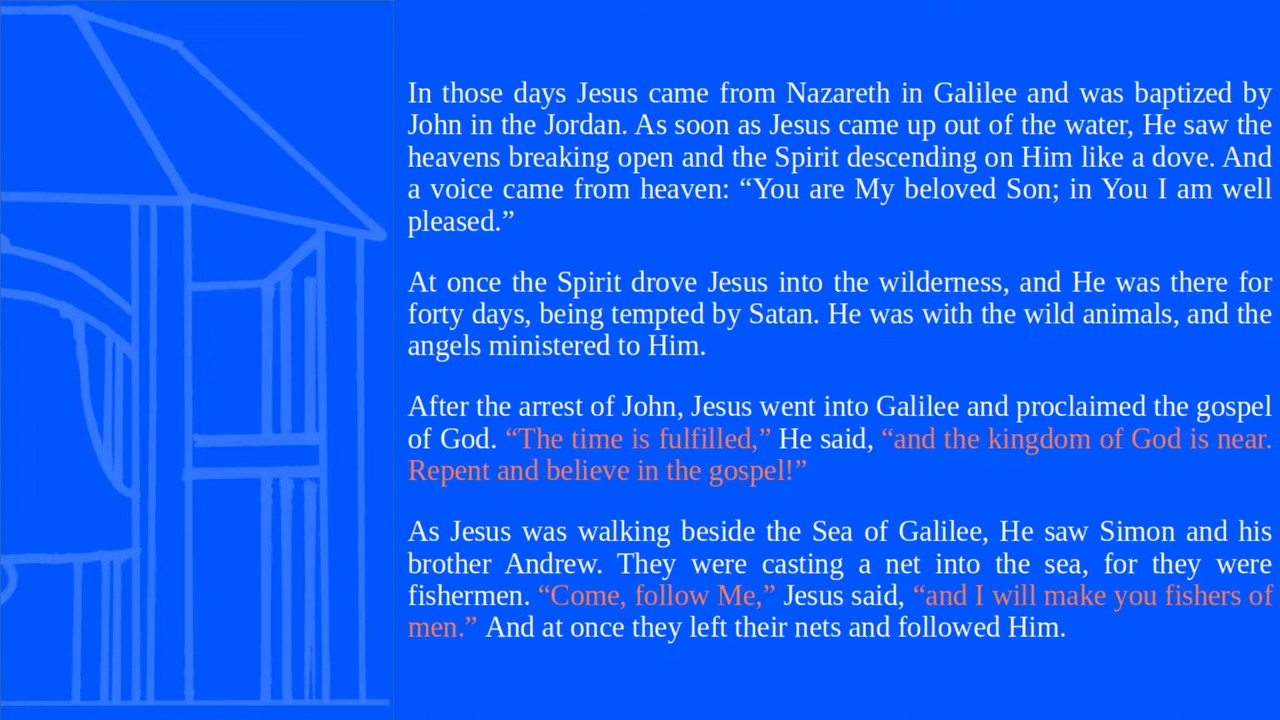 In those days Jesus came from Nazareth in Galilee and was baptized by
John in the Jordan. As soon as Jesus came up out of the water, He saw the
heavens breaking open and the Spirit descending on Him like a dove. And
a voice came from heaven: “You are My beloved Son; in You I am well
pleased.”
At once the Spirit drove Jesus into the wilderness, and He was there for
forty days, being tempted by Satan. He was with the wild animals, and the
angels ministered to Him.
After the arrest of John, Jesus went into Galilee and proclaimed the gospel
of God. “The time is fulfilled,” He said, “and the kingdom of God is near.
Repent and believe in the gospel!”
As Jesus was walking beside the Sea of Galilee, He saw Simon and his
brother Andrew. They were casting a net into the sea, for they were
fishermen. “Come, follow Me,” Jesus said, “and I will make you fishers of
men.” And at once they left their nets and followed Him.